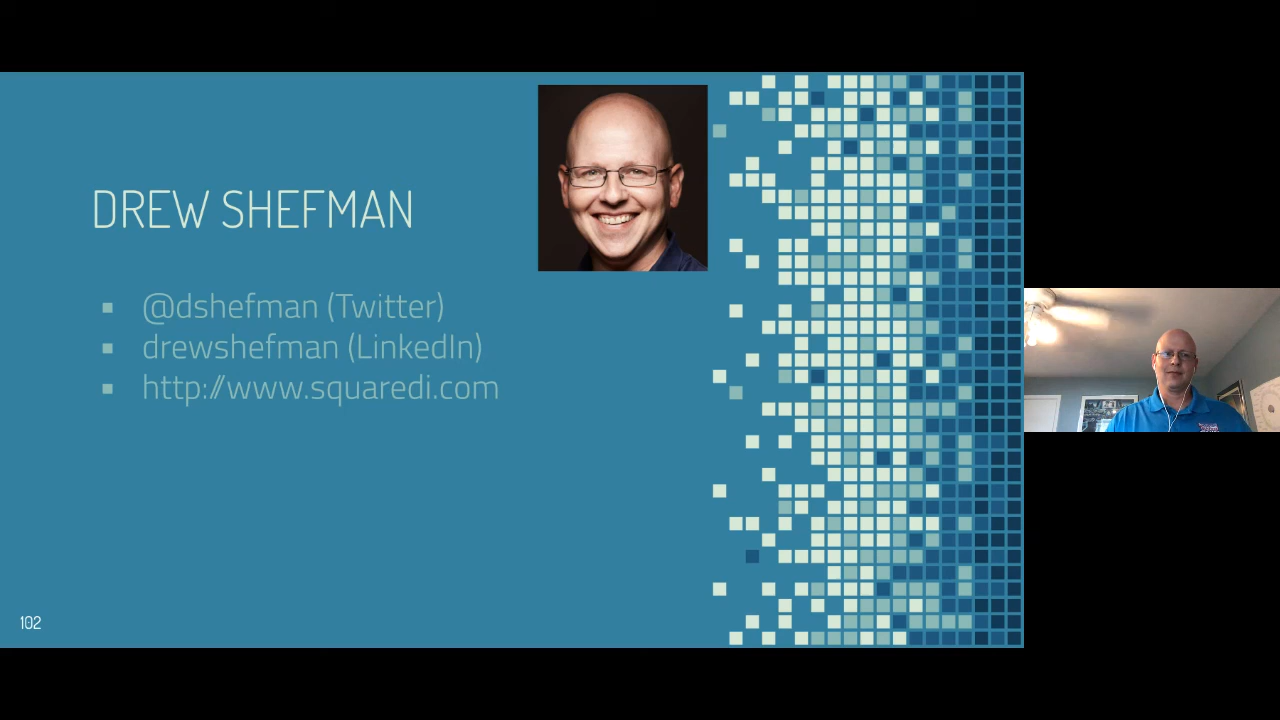 DREW SHEFMAN
@dshefman (Twitter)
drewshefman (LinkedIn)
http://www.squaredi.com
102